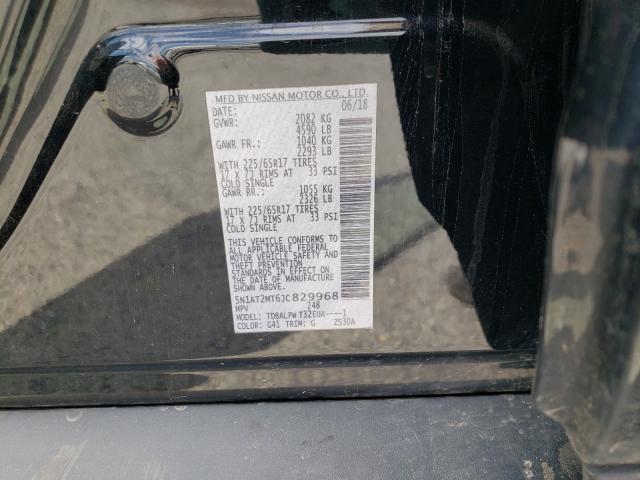 MFD BY NISSAN MOTOR CO., LTD.
DATE: 06/18
GVWR: 2082 KG
4590 LB
GAWR FR.: 1040 KG
2293 LB
WITH 225/65R17 TIRES
17 X 7J RIMS AT 33 PSI
COLD SINGLE
GAWR RR.: 1055 KG
2326 LB
WITH 225/65R17 TIRES
17 X 7J RIMS AT 33 PSI
COLD SINGLE
THIS VEHICLE CONFORMS TO
ALL APPLICABLE FEDERAL
MOTOR VEHICLE SAFETY AND
THEFT PREVENTION
STANDARDS IN EFFECT ON
THE DATE OF MANUFACTURE
SHOWN ABOVE.
5N1AT2MT6JC829968
MPV 248
MODEL: TDBALPW T32EUA----1
COLOR: G41 TRIM: G ZS30A